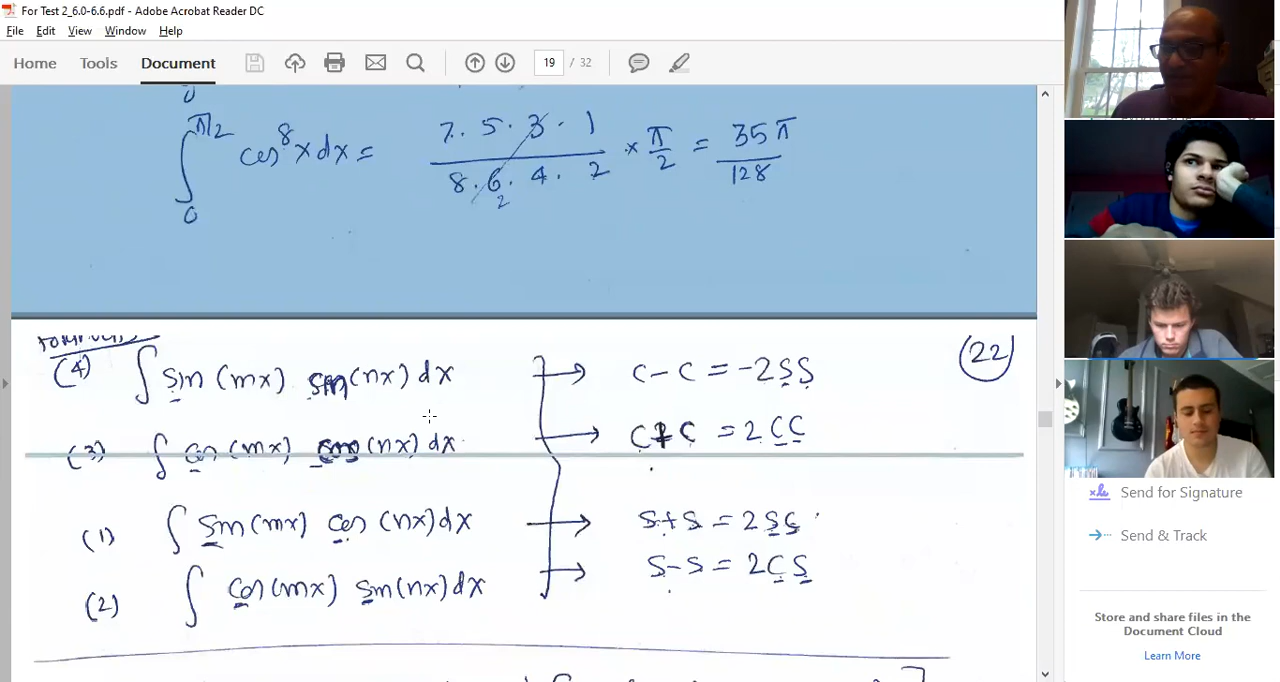 For Test 2_6.0-6.6.pdf - Adobe Acrobat Reader DC
File Edit View Window Help
Home Tools Document 19 / 32
0
∫₀^{π/2} cos⁸x dx = 7.5.3.1 / 8.6.4.2 × π/2 = 35π/128
2
(22)
(4) ∫ sin(mx) sin(nx) dx → C - C = -2SS
(3) ∫ cos(mx) cos(nx) dx → C + C = 2CC
(1) ∫ sin(mx) cos(nx) dx → S+S = 2SC
(2) ∫ cos(mx) sin(nx) dx → S-S = 2CS
Send for Signature
Send & Track
Store and share files in the
Document Cloud
Learn More